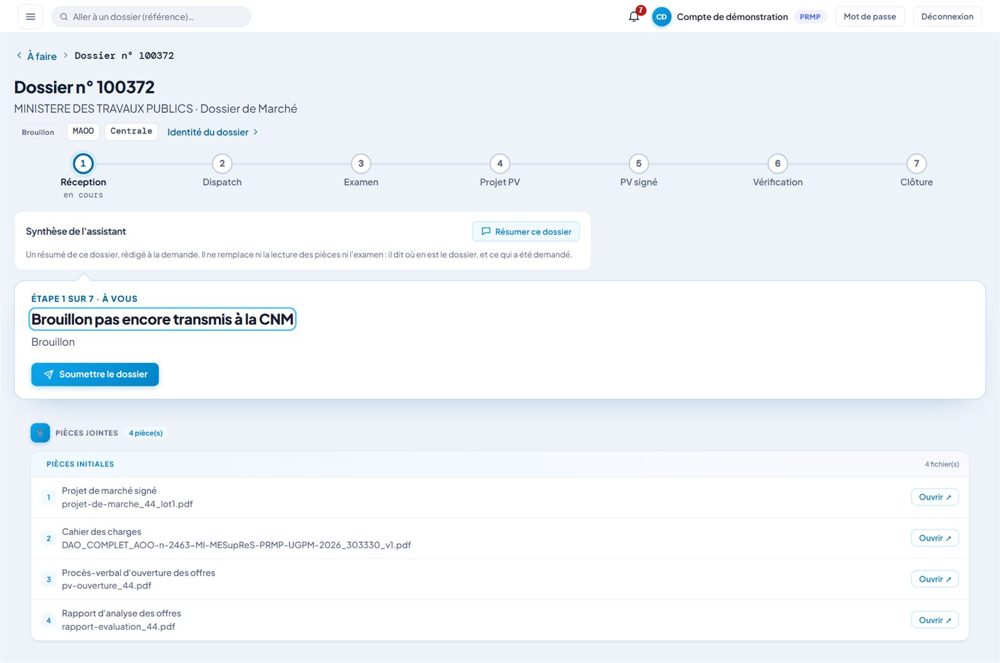 Aller à un dossier (référence)...
7
CD Compte de démonstration PRMP Mot de passe Déconnexion
À faire > Dossier n° 100372
Dossier n° 100372
MINISTERE DES TRAVAUX PUBLICS · Dossier de Marché
Brouillon MAOO Centrale Identité du dossier >
1 2 3 4 5 6 7
Réception Dispatch Examen Projet PV PV signé Vérification Clôture
en cours
Synthèse de l'assistant Résumer ce dossier
Un résumé de ce dossier, rédigé à la demande. Il ne remplace ni la lecture des pièces ni l'examen : il dit où en est le dossier, et ce qui a été demandé.
ÉTAPE 1 SUR 7 · À VOUS
Brouillon pas encore transmis à la CNM
Brouillon
Soumettre le dossier
PIÈCES JOINTES 4 pièce(s)
PIÈCES INITIALES 4 fichier(s)
1 Projet de marché signé
projet-de-marche_44_lot1.pdf
Ouvrir ↗
2 Cahier des charges
DAO_COMPLET_AOO-n-2463-MI-MESupReS-PRMP-UGPM-2026_303330_v1.pdf
Ouvrir ↗
3 Procès-verbal d'ouverture des offres
pv-ouverture_44.pdf
Ouvrir ↗
4 Rapport d'analyse des offres
rapport-evaluation_44.pdf
Ouvrir ↗